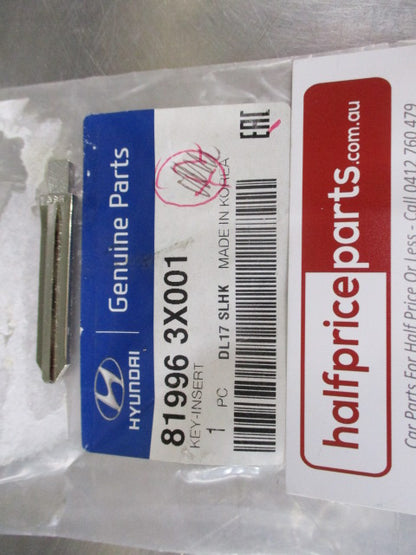 HYUNDAI
Genuine Parts
81996 3X001
KEY-INSERT
1 PC DL17 SLHK MADE IN KOREA
EAC
halfpriceparts.com.au
Car Parts For Half Price Or Less - Call 0412 769 479